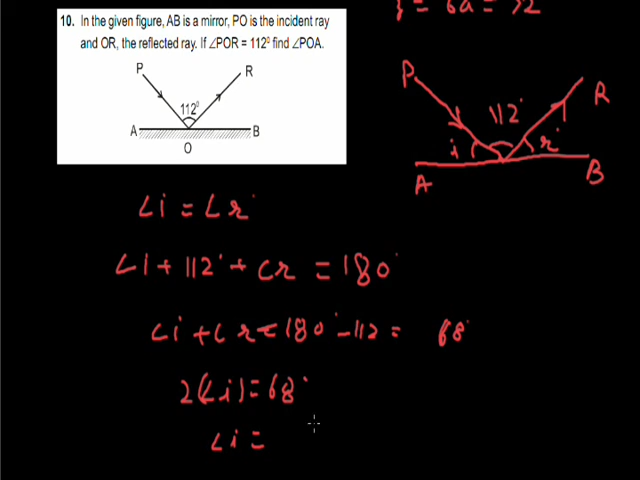 10. In the given figure, AB is a mirror, PO is the incident ray
and OR, the reflected ray. If ∠POR = 112° find ∠POA.
P
R
112°
A
B
O
P
R
112°
i
r
A
B
∠i = ∠r
∠i + 112° + ∠r = 180°
∠i + ∠r = 180° - 112 = 68°
2(∠i) = 68°
∠i =